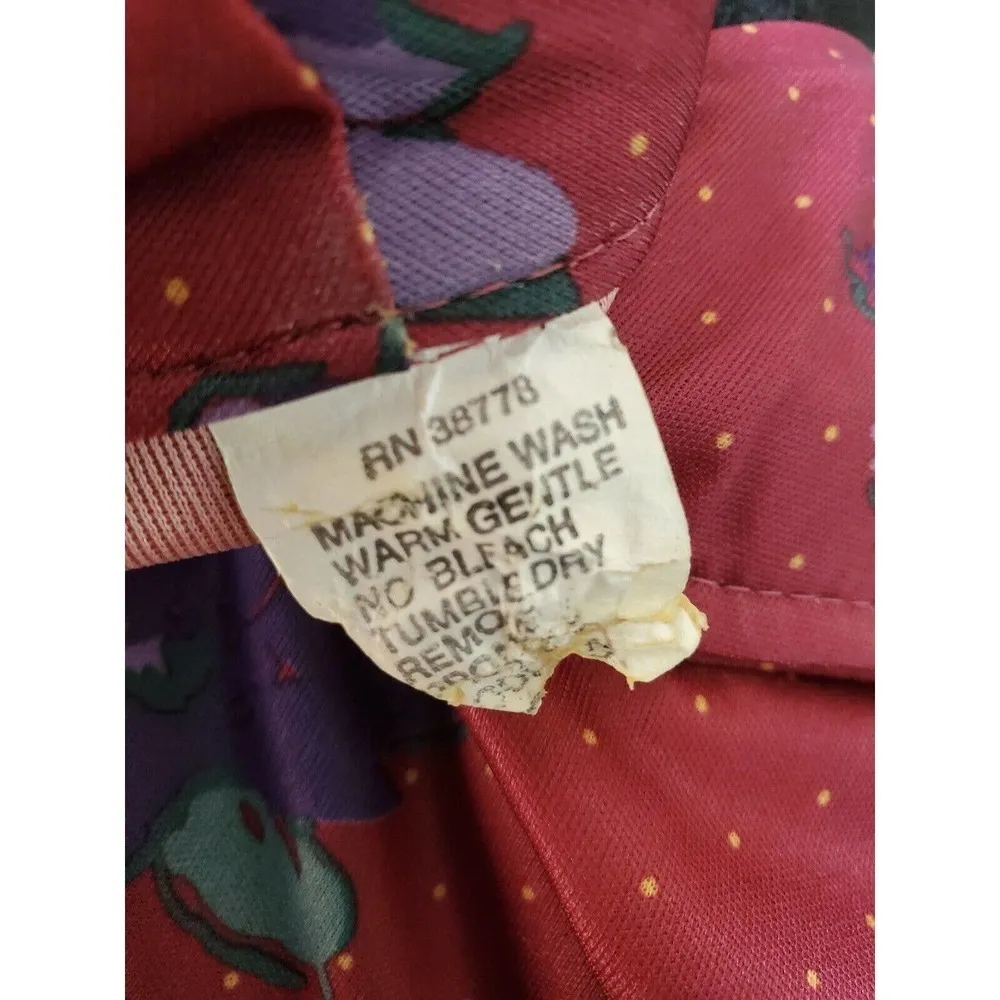 RN 38778
MACHINE WASH
WARM GENTLE
NO BLEACH
TUMBLE DRY